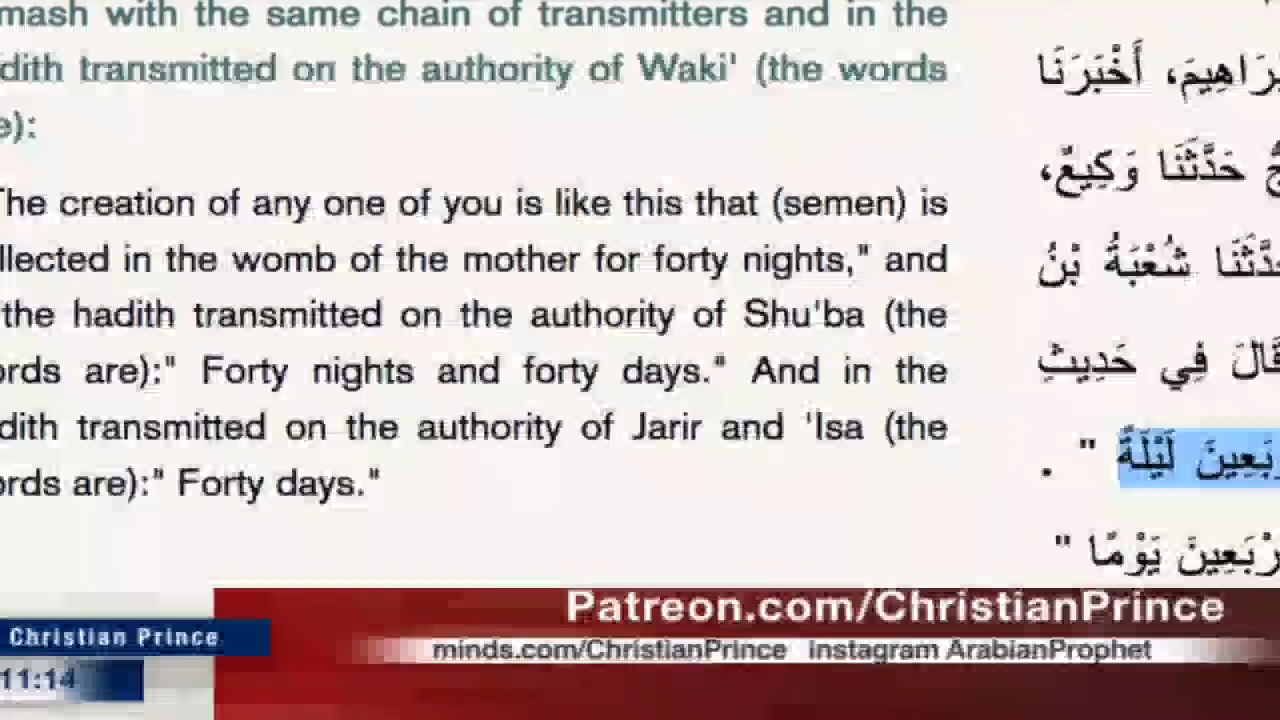 mash with the same chain of transmitters and in the
dith transmitted on the authority of Waki' (the words
e):
The creation of any one of you is like this that (semen) is
llected in the womb of the mother for forty nights," and
the hadith transmitted on the authority of Shu'ba (the
ords are):" Forty nights and forty days." And in the
dith transmitted on the authority of Jarir and 'Isa (the
ords are):" Forty days."
بْرَاهِيمَ، أَخْبَرَنَا
حَدَّثَنَا وَكِيعٌ،
حَدَّثَنَا شُعْبَةُ بْنُ
قَالَ فِي حَدِيثِ
رْبَعِينَ لَيْلَةً " .
رْبَعِينَ يَوْمًا "
Patreon.com/ChristianPrince
Christian Prince
minds.com/ChristianPrince instagram ArabianProphet
11:14